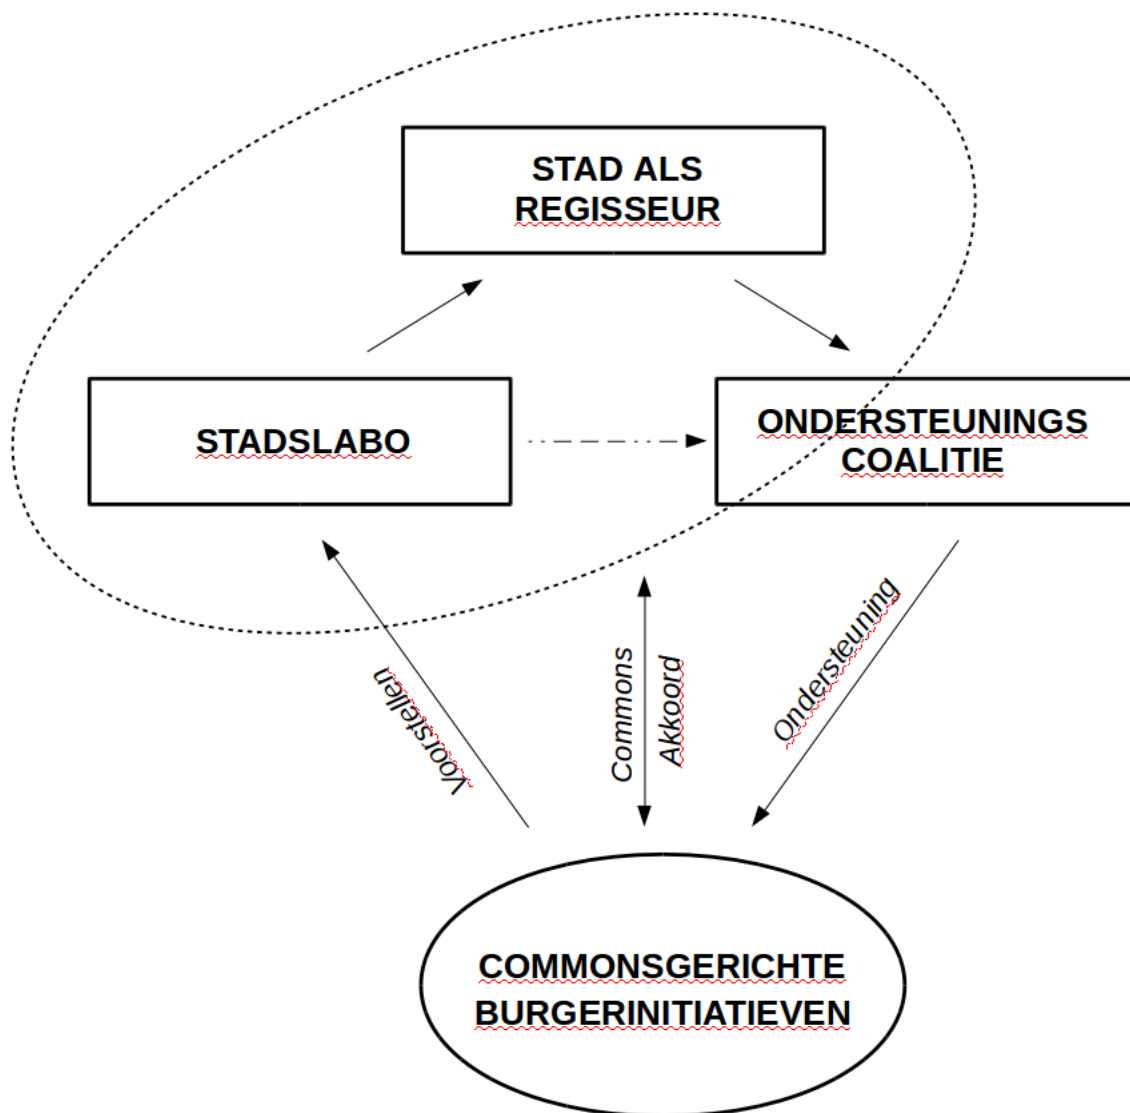 STAD ALS
REGISSEUR
STADSLABO
ONDERSTEUNINGS
COALITIE
Voorstellen
Commons
Akkoord
Ondersteuning
COMMONSGERICHTE
BURGERINITIATIEVEN